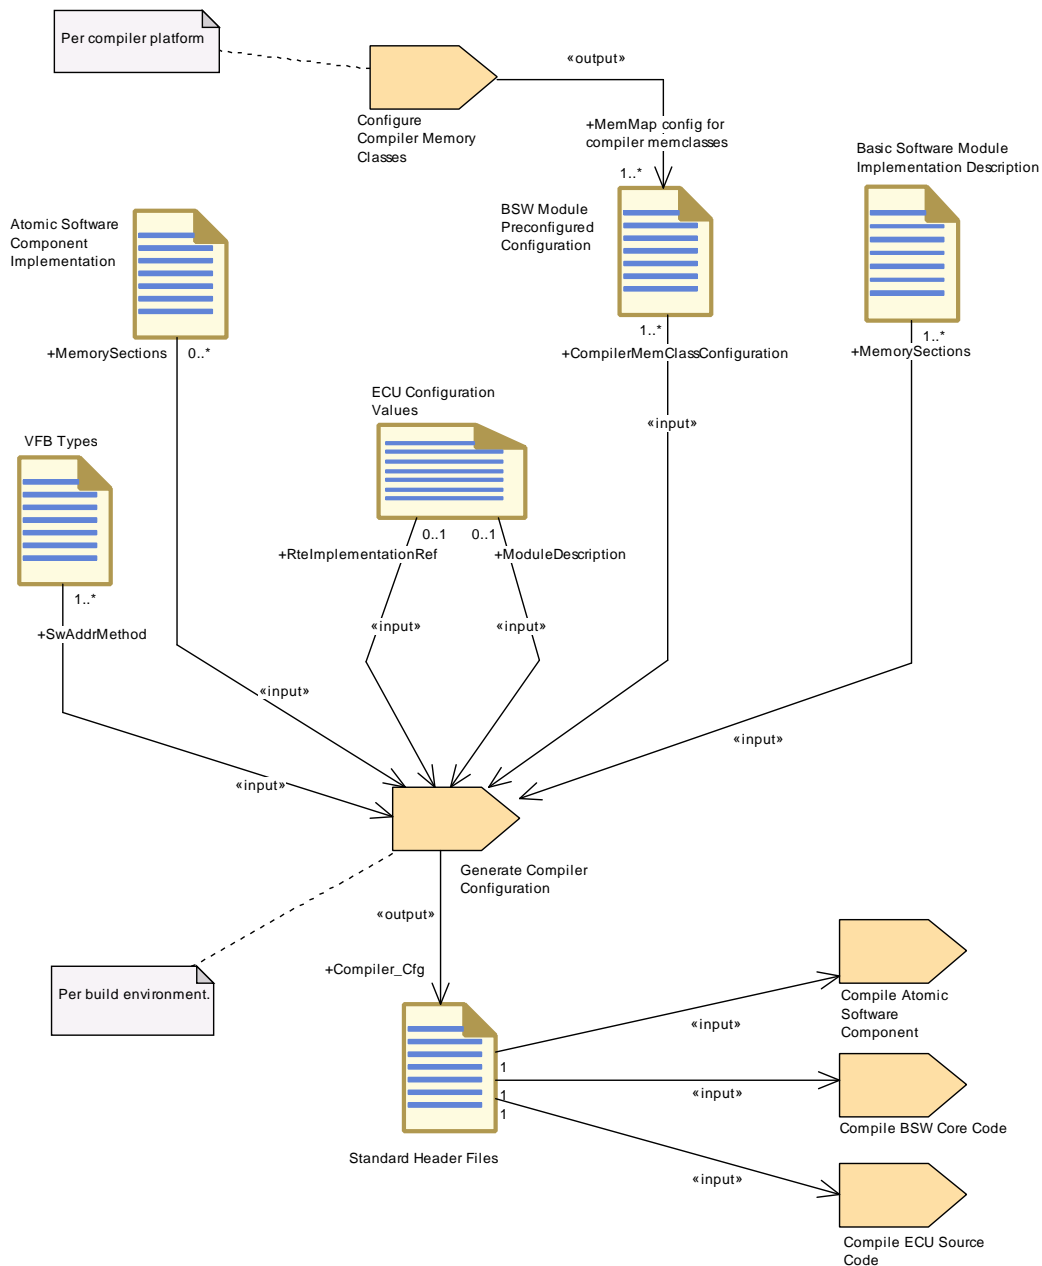 Per compiler platform
«output»
Configure
Compiler Memory
Classes
+MemMap config for
compiler memclasses
1..*
Basic Software Module
Implementation Description
Atomic Software
Component
Implementation
BSW Module
Preconfigured
Configuration
+MemorySections
0..*
1..*
+CompilerMemClassConfiguration
1..*
+MemorySections
ECU Configuration
Values
«input»
VFB Types
0..1
0..1
+RteImplementationRef
+ModuleDescription
1..*
+SwAddrMethod
«input»
«input»
«input»
«input»
«input»
Generate Compiler
Configuration
«output»
+Compiler_Cfg
Per build environment.
Compile Atomic
Software
Component
«input»
1
«input»
1
1
Compile BSW Core Code
Standard Header Files
«input»
Compile ECU Source
Code